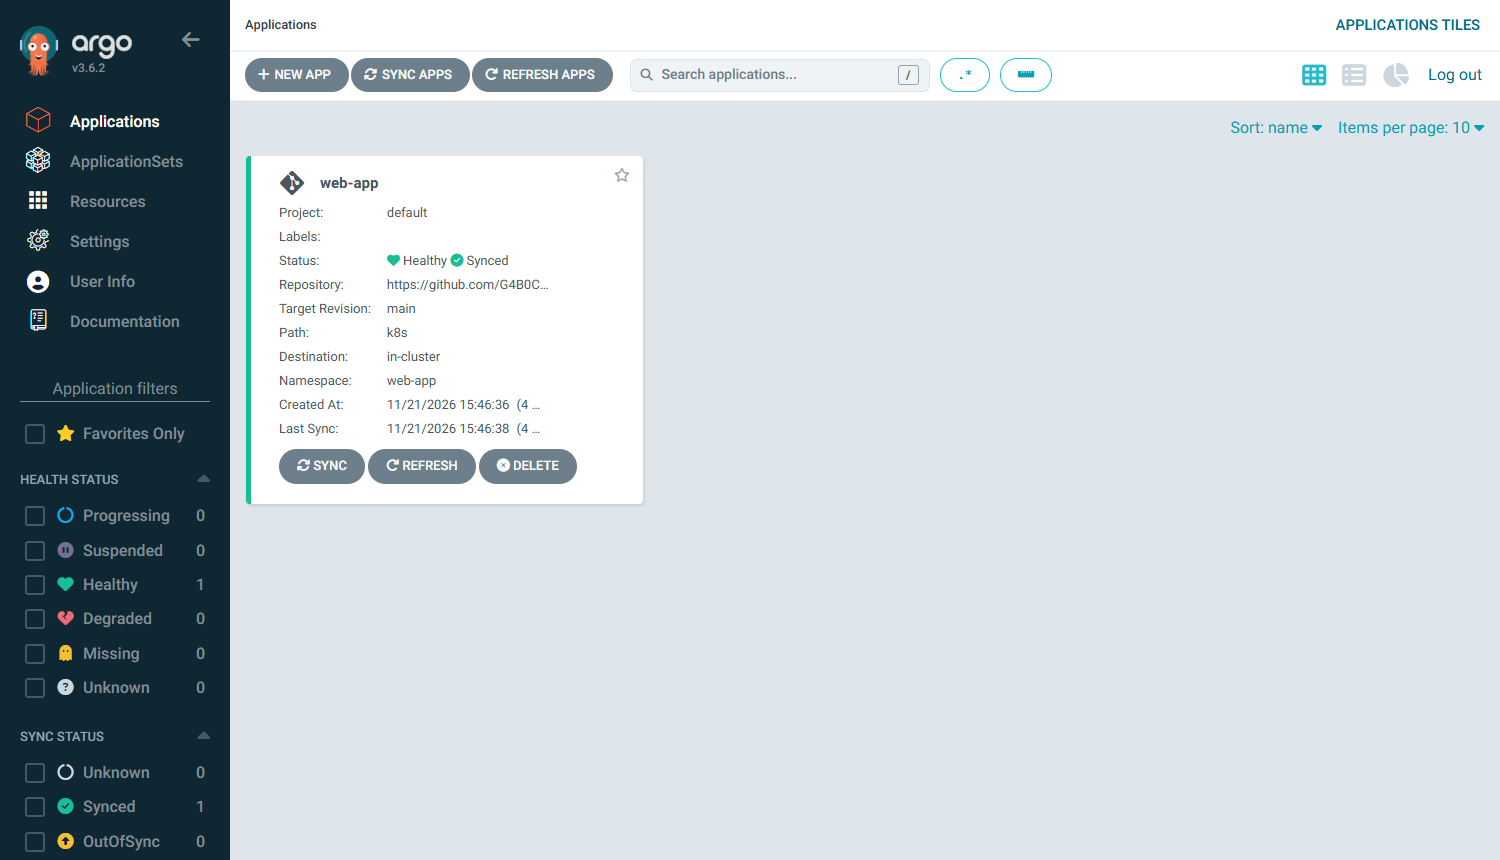 argo
v3.6.2
Applications
ApplicationSets
Resources
Settings
User Info
Documentation
Application filters
Favorites Only
HEALTH STATUS
Progressing 0
Suspended 0
Healthy 1
Degraded 0
Missing 0
Unknown 0
SYNC STATUS
Unknown 0
Synced 1
OutOfSync 0
Applications
APPLICATIONS TILES
+ NEW APP
SYNC APPS
REFRESH APPS
Search applications...
/
.*
Log out
Sort: name
Items per page: 10
web-app
Project: default
Labels:
Status: Healthy Synced
Repository: https://github.com/G4B0C...
Target Revision: main
Path: k8s
Destination: in-cluster
Namespace: web-app
Created At: 11/21/2026 15:46:36 (4 ...
Last Sync: 11/21/2026 15:46:38 (4 ...
SYNC
REFRESH
DELETE